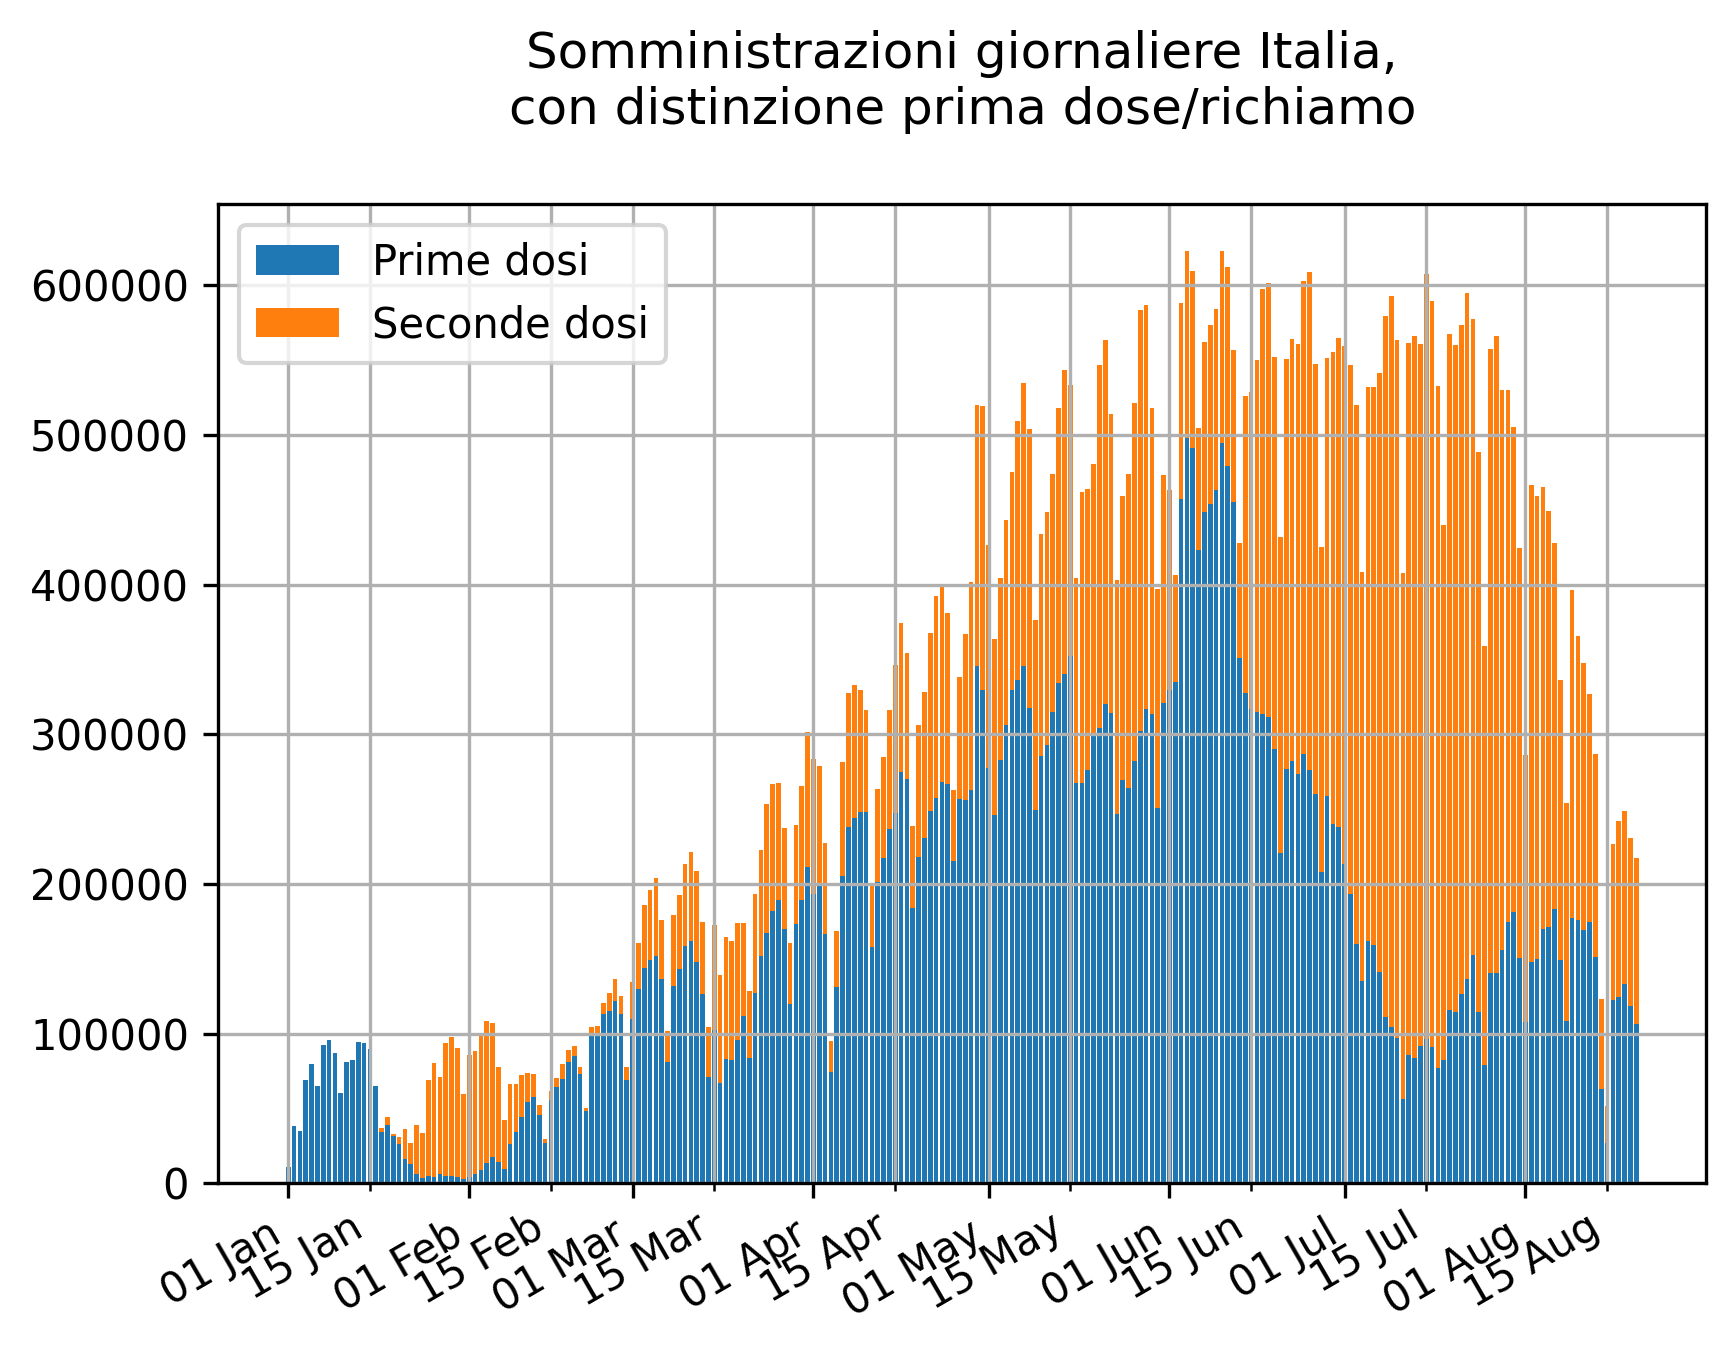 Somministrazioni giornaliere Italia,
con distinzione prima dose/richiamo
Prime dosi
Seconde dosi
600000
500000
400000
300000
200000
100000
0
01 Jan
15 Jan
01 Feb
15 Feb
01 Mar
15 Mar
01 Apr
15 Apr
01 May
15 May
01 Jun
15 Jun
01 Jul
15 Jul
01 Aug
15 Aug